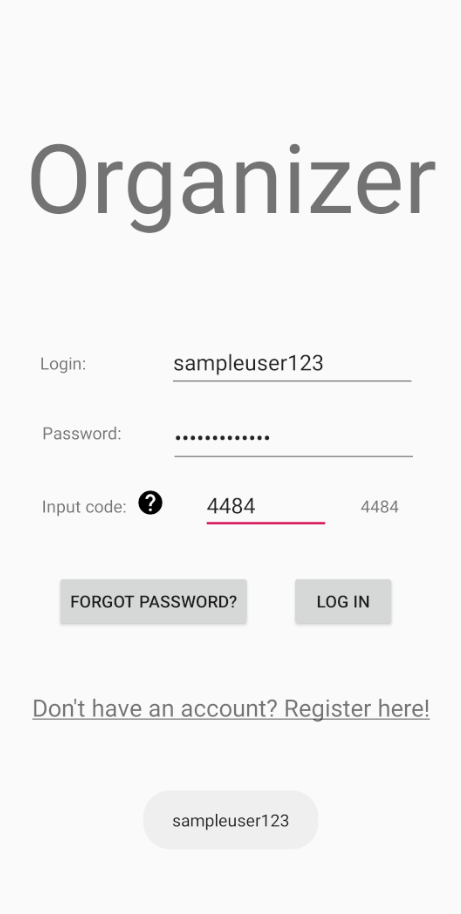 Organizer
Login: sampleuser123
Password: •••••••••••••
Input code: ? 4484 4484
FORGOT PASSWORD? LOG IN
Don't have an account? Register here!
sampleuser123